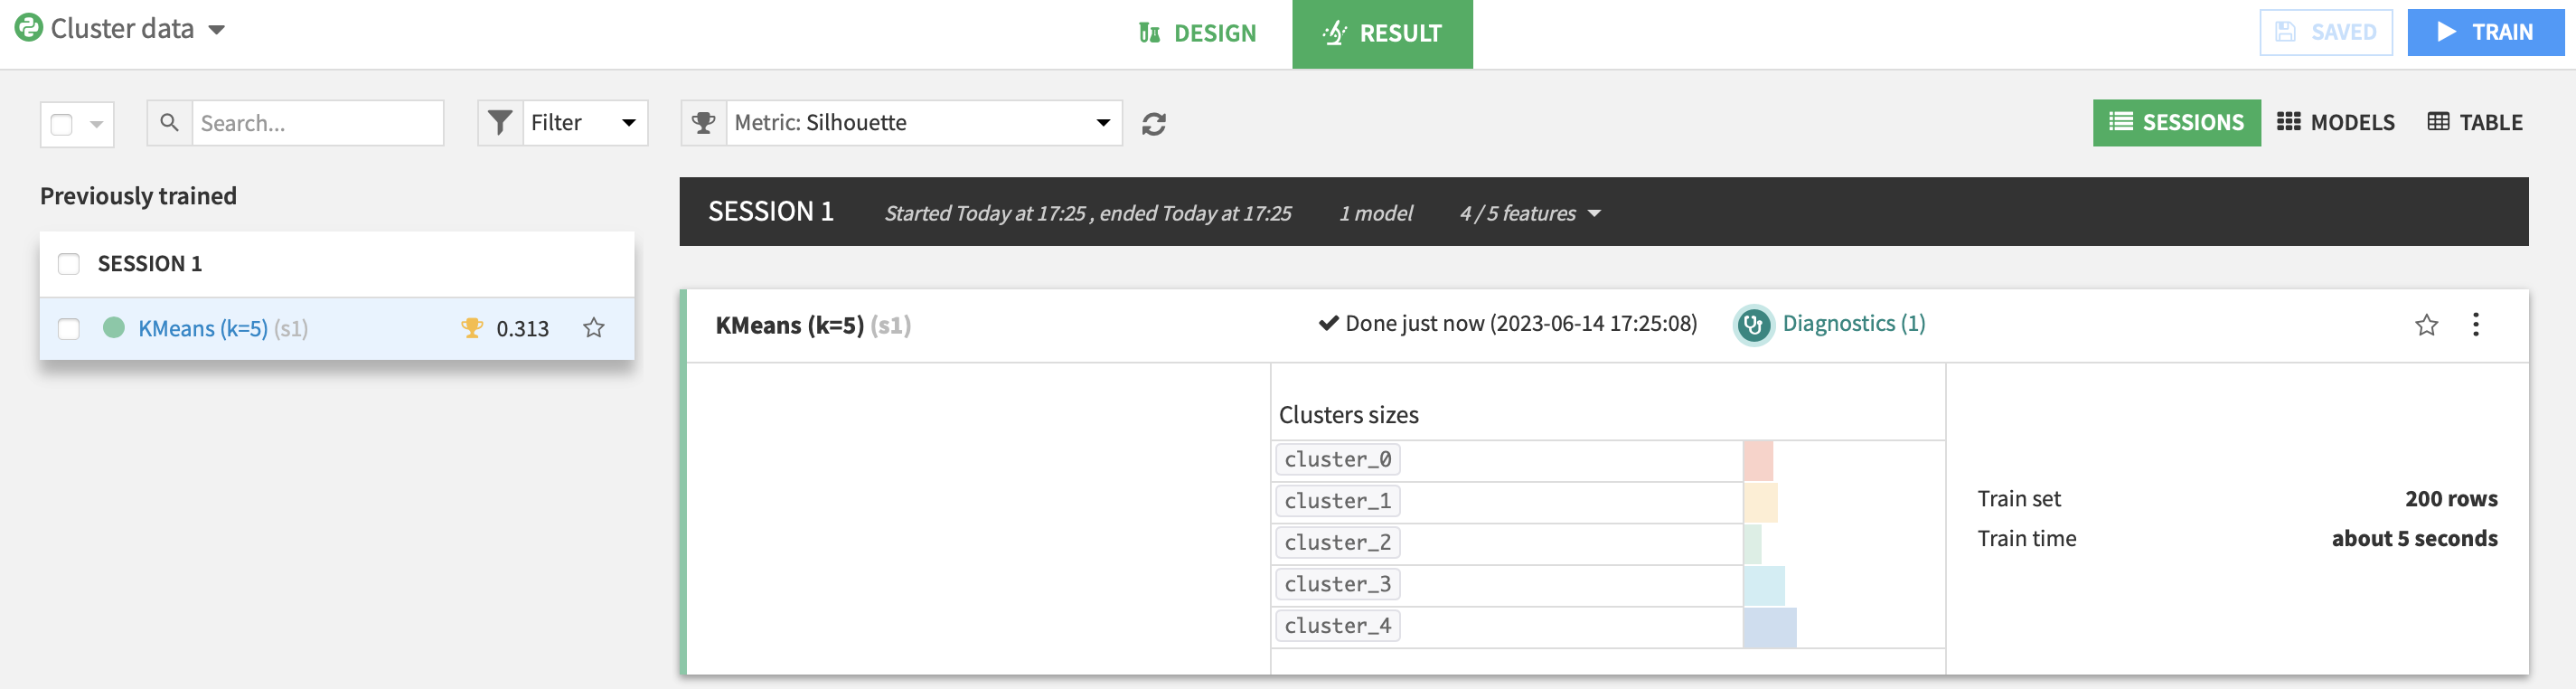 Cluster data
DESIGN
RESULT
SAVED
TRAIN
Search...
Filter
Metric: Silhouette
SESSIONS
MODELS
TABLE
Previously trained
SESSION 1
KMeans (k=5) (s1)
0.313
SESSION 1
Started Today at 17:25 , ended Today at 17:25
1 model
4 / 5 features
KMeans (k=5) (s1)
Done just now (2023-06-14 17:25:08)
Diagnostics (1)
Clusters sizes
cluster_0
cluster_1
cluster_2
cluster_3
cluster_4
Train set 200 rows
Train time about 5 seconds